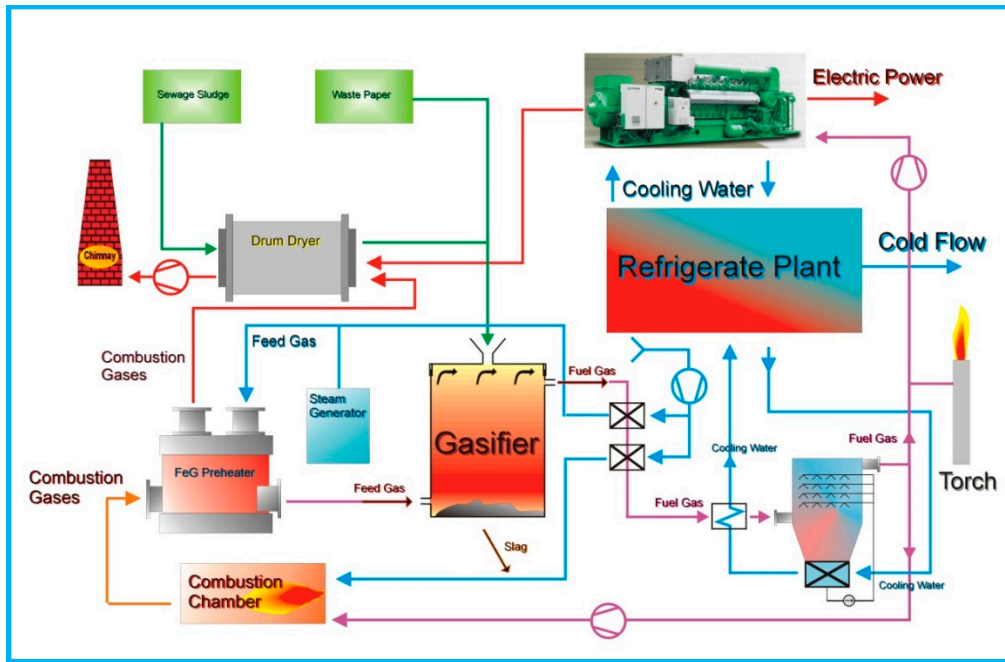 Sewage Sludge
Waste Paper
Electric Power
Cooling Water
Drum Dryer
Chimnay
Refrigerate Plant
Cold Flow
Feed Gas
Combustion
Gases
Fuel Gas
Steam
Generator
Gasifier
FeG Preheater
Combustion
Gases
Feed Gas
Cooling Water
Fuel Gas
Fuel Gas
Torch
Slag
Cooling Water
Combustion
Chamber